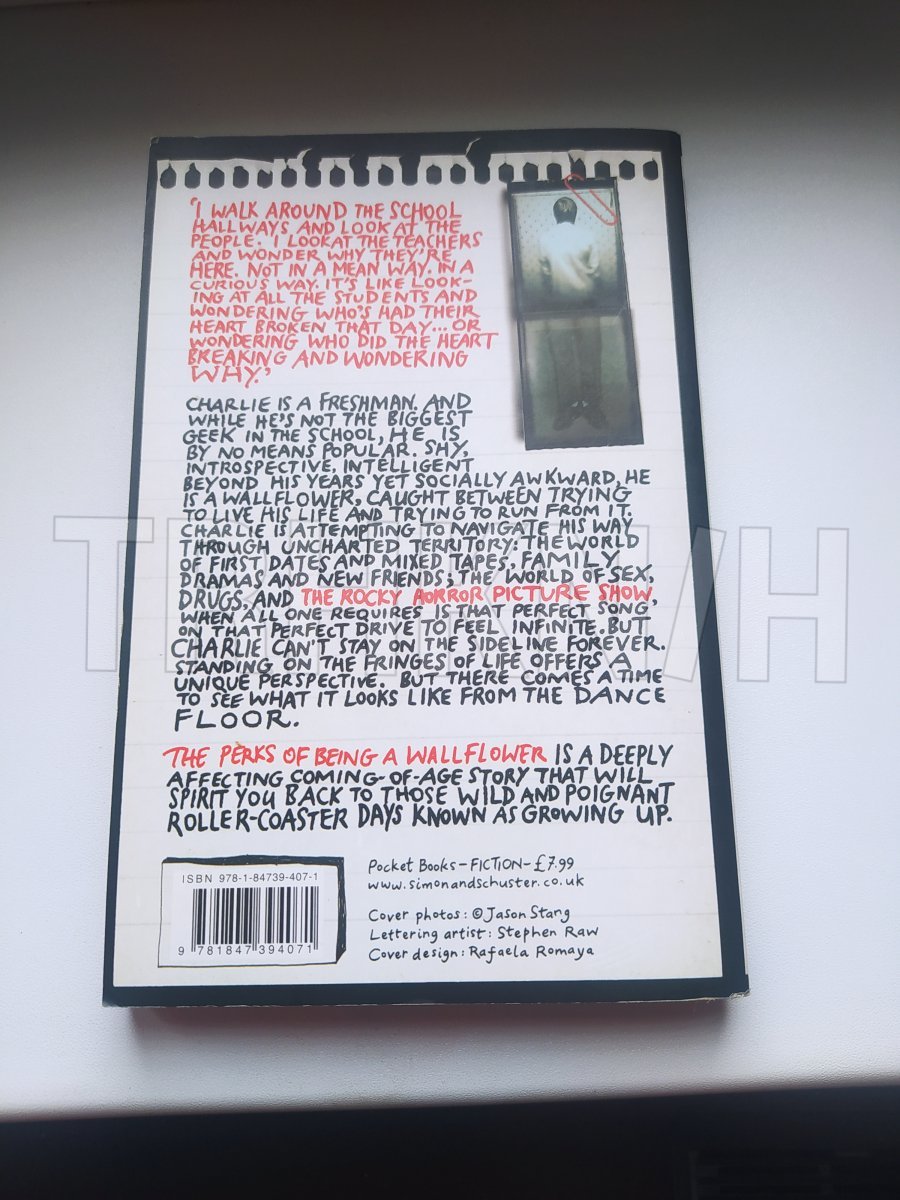 'I WALK AROUND THE SCHOOL
HALLWAYS AND LOOK AT THE
PEOPLE. I LOOK AT THE TEACHERS
AND WONDER WHY THEY'RE
HERE. NOT IN A MEAN WAY. IN A
CURIOUS WAY. IT'S LIKE LOOK-
ING AT ALL THE STUDENTS AND
WONDERING WHO'S HAD THEIR
HEART BROKEN THAT DAY... OR
WONDERING WHO DID THE HEART
BREAKING AND WONDERING
WHY.'
CHARLIE IS A FRESHMAN. AND
WHILE HE'S NOT THE BIGGEST
GEEK IN THE SCHOOL, HE IS
BY NO MEANS POPULAR. SHY,
INTROSPECTIVE, INTELLIGENT
BEYOND HIS YEARS YET SOCIALLY AWKWARD, HE
IS A WALLFLOWER, CAUGHT BETWEEN TRYING
TO LIVE HIS LIFE AND TRYING TO RUN FROM IT.
CHARLIE IS ATTEMPTING TO NAVIGATE HIS WAY
THROUGH UNCHARTED TERRITORY: THE WORLD
OF FIRST DATES AND MIXED TAPES, FAMILY
DRAMAS AND NEW FRIENDS; THE WORLD OF SEX,
DRUGS, AND THE ROCKY HORROR PICTURE SHOW,
WHEN ALL ONE REQUIRES IS THAT PERFECT SONG,
ON THAT PERFECT DRIVE TO FEEL INFINITE. BUT
CHARLIE CAN'T STAY ON THE SIDELINE FOREVER.
STANDING ON THE FRINGES OF LIFE OFFERS A
UNIQUE PERSPECTIVE. BUT THERE COMES A TIME
TO SEE WHAT IT LOOKS LIKE FROM THE DANCE
FLOOR.
THE PERKS OF BEING A WALLFLOWER IS A DEEPLY
AFFECTING COMING-OF-AGE STORY THAT WILL
SPIRIT YOU BACK TO THOSE WILD AND POIGNANT
ROLLER-COASTER DAYS KNOWN AS GROWING UP.
ISBN 978-1-84739-407-1
9 781847 394071
Pocket Books - FICTION - £7.99
www.simonandschuster.co.uk
Cover photos: © Jason Stang
Lettering artist: Stephen Raw
Cover design: Rafaela Romaya